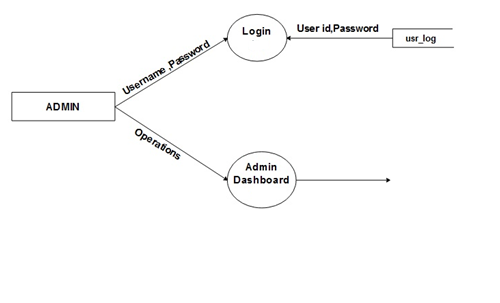 Login
User id,Password
usr_log
Username ,Password
ADMIN
Operations
Admin
Dashboard